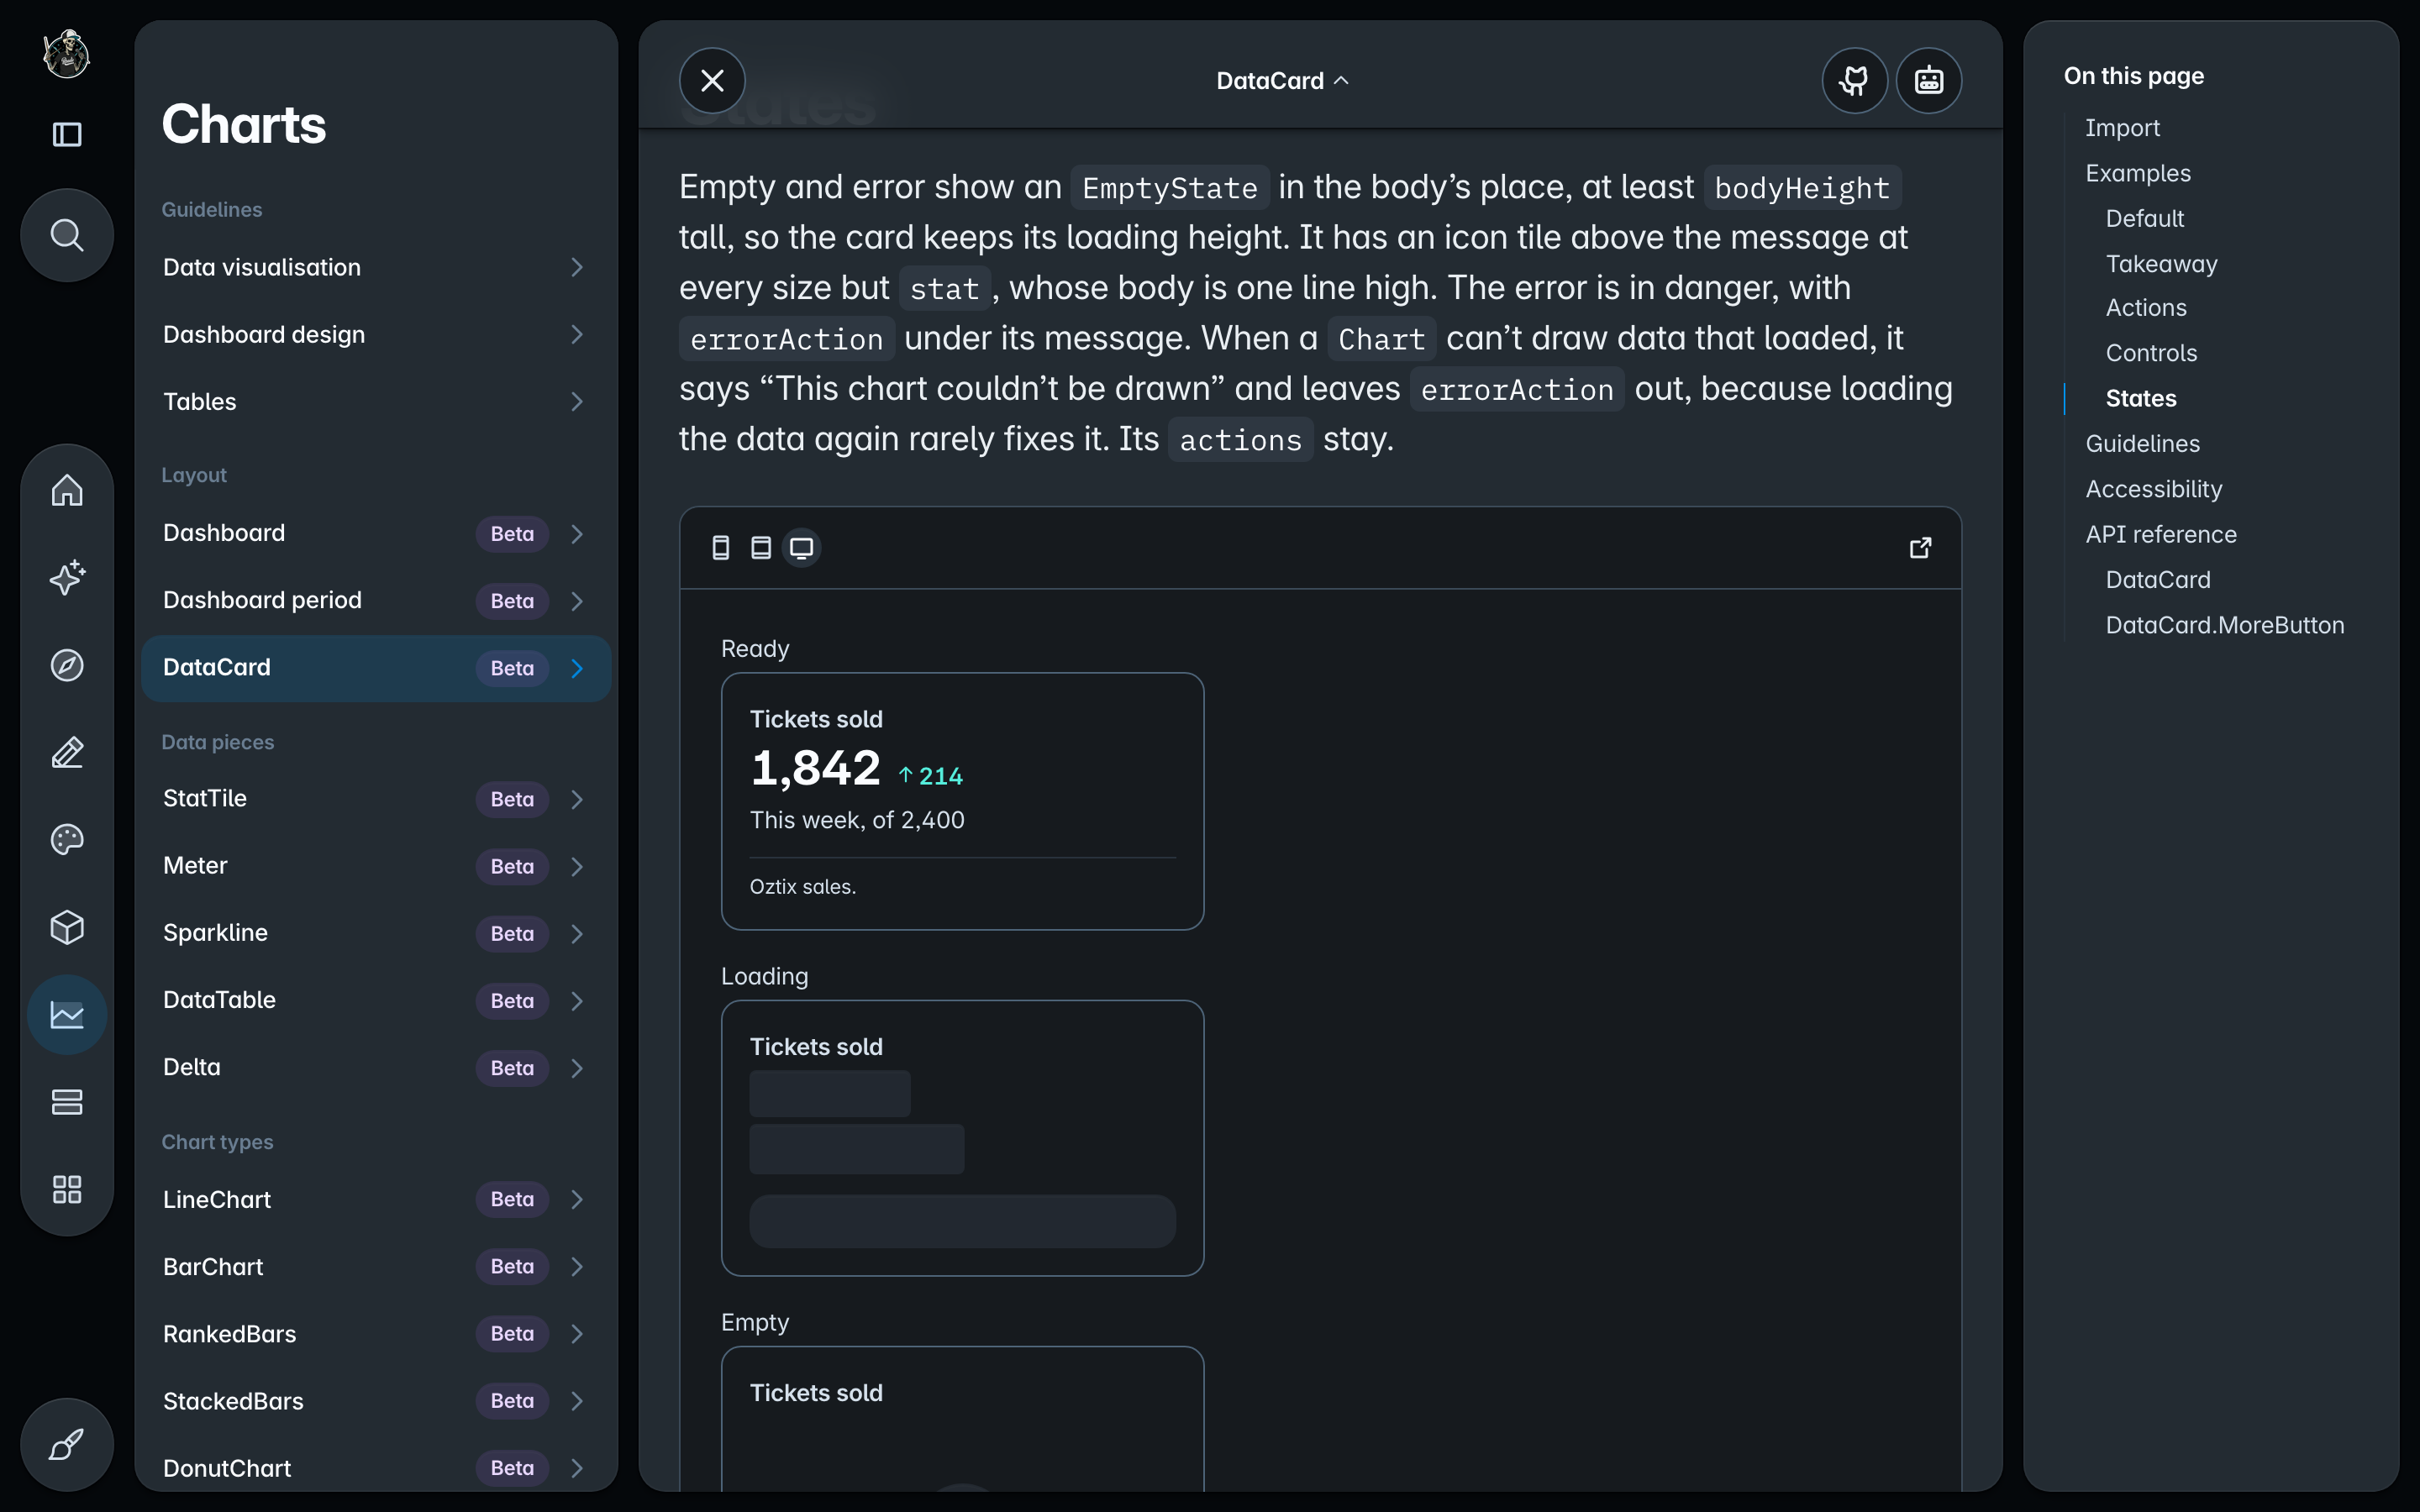 Charts
Guidelines
Data visualisation
Dashboard design
Tables
Layout
Dashboard Beta
Dashboard period Beta
DataCard Beta
Data pieces
StatTile Beta
Meter Beta
Sparkline Beta
DataTable Beta
Delta Beta
Chart types
LineChart Beta
BarChart Beta
RankedBars Beta
StackedBars Beta
DonutChart Beta
DataCard
States
Empty and error show an EmptyState in the body’s place, at least bodyHeight
tall, so the card keeps its loading height. It has an icon tile above the message at
every size but stat, whose body is one line high. The error is in danger, with
errorAction under its message. When a Chart can’t draw data that loaded, it
says “This chart couldn’t be drawn” and leaves errorAction out, because loading
the data again rarely fixes it. Its actions stay.
Ready
Tickets sold
1,842 ↑ 214
This week, of 2,400
Oztix sales.
Loading
Tickets sold
Empty
Tickets sold
On this page
Import
Examples
Default
Takeaway
Actions
Controls
States
Guidelines
Accessibility
API reference
DataCard
DataCard.MoreButton